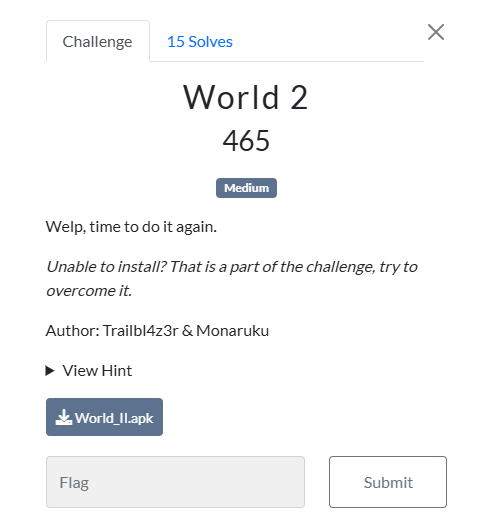 Challenge
15 Solves
World 2
465
Medium
Welp, time to do it again.
Unable to install? That is a part of the challenge, try to
overcome it.
Author: Trailbl4z3r & Monaruku
View Hint
World_II.apk
Flag
Submit